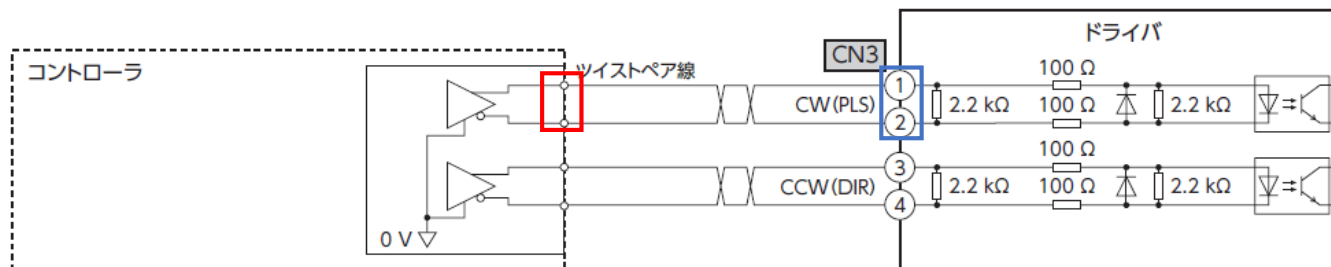 ドライバ
コントローラ
ツイストペア線
CN3
100 Ω
1
CW(PLS)
2.2 kΩ
100 Ω
2.2 kΩ
2
100 Ω
3
CCW(DIR)
2.2 kΩ
100 Ω
2.2 kΩ
4
0 V